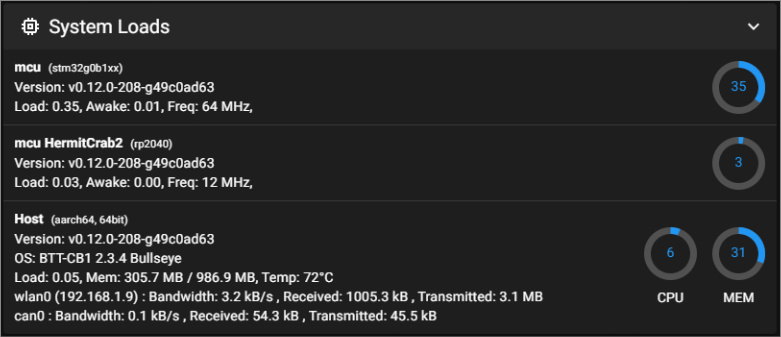 System Loads
mcu (stm32g0b1xx)
Version: v0.12.0-208-g49c0ad63
Load: 0.35, Awake: 0.01, Freq: 64 MHz,
35
mcu HermitCrab2 (rp2040)
Version: v0.12.0-208-g49c0ad63
Load: 0.03, Awake: 0.00, Freq: 12 MHz,
3
Host (aarch64, 64bit)
Version: v0.12.0-208-g49c0ad63
OS: BTT-CB1 2.3.4 Bullseye
Load: 0.05, Mem: 305.7 MB / 986.9 MB, Temp: 72°C
wlan0 (192.168.1.9) : Bandwidth: 3.2 kB/s , Received: 1005.3 kB , Transmitted: 3.1 MB
can0 : Bandwidth: 0.1 kB/s , Received: 54.3 kB , Transmitted: 45.5 kB
6
CPU
31
MEM